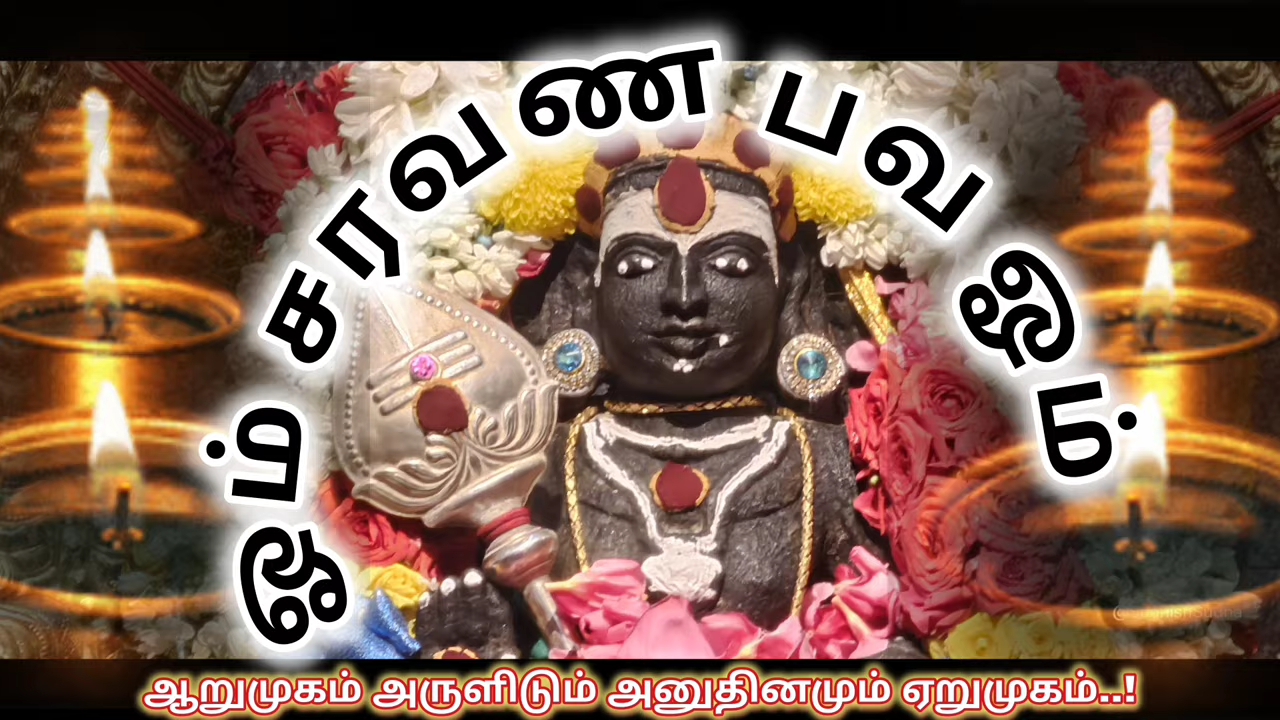 ஓம் சரவண பவ ஓம்
ஆறுமுகம் அருளிடும் அனுதினமும் ஏறுமுகம்..!